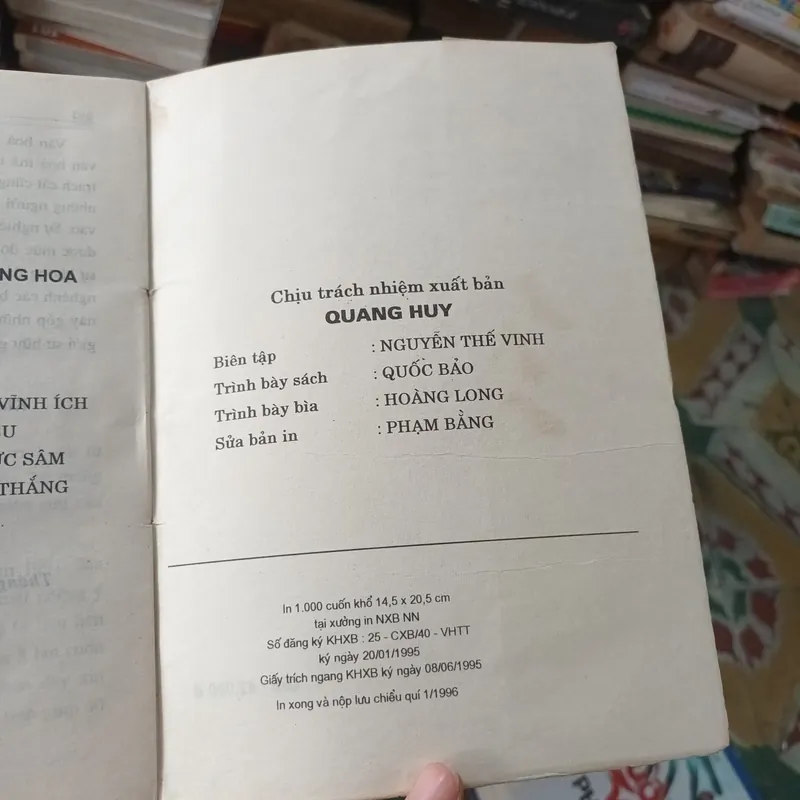 NG HOA
VĨNH ÍCH
ỨC SÂM
THẮNG
Chịu trách nhiệm xuất bản
QUANG HUY
Biên tập : NGUYỄN THẾ VINH
Trình bày sách : QUỐC BẢO
Trình bày bìa : HOÀNG LONG
Sửa bản in : PHẠM BẰNG
In 1.000 cuốn khổ 14,5 x 20,5 cm
tại xưởng in NXB NN
Số đăng ký KHXB : 25 - CXB/40 - VHTT
ký ngày 20/01/1995
Giấy trích ngang KHXB ký ngày 08/06/1995
In xong và nộp lưu chiểu quí 1/1996